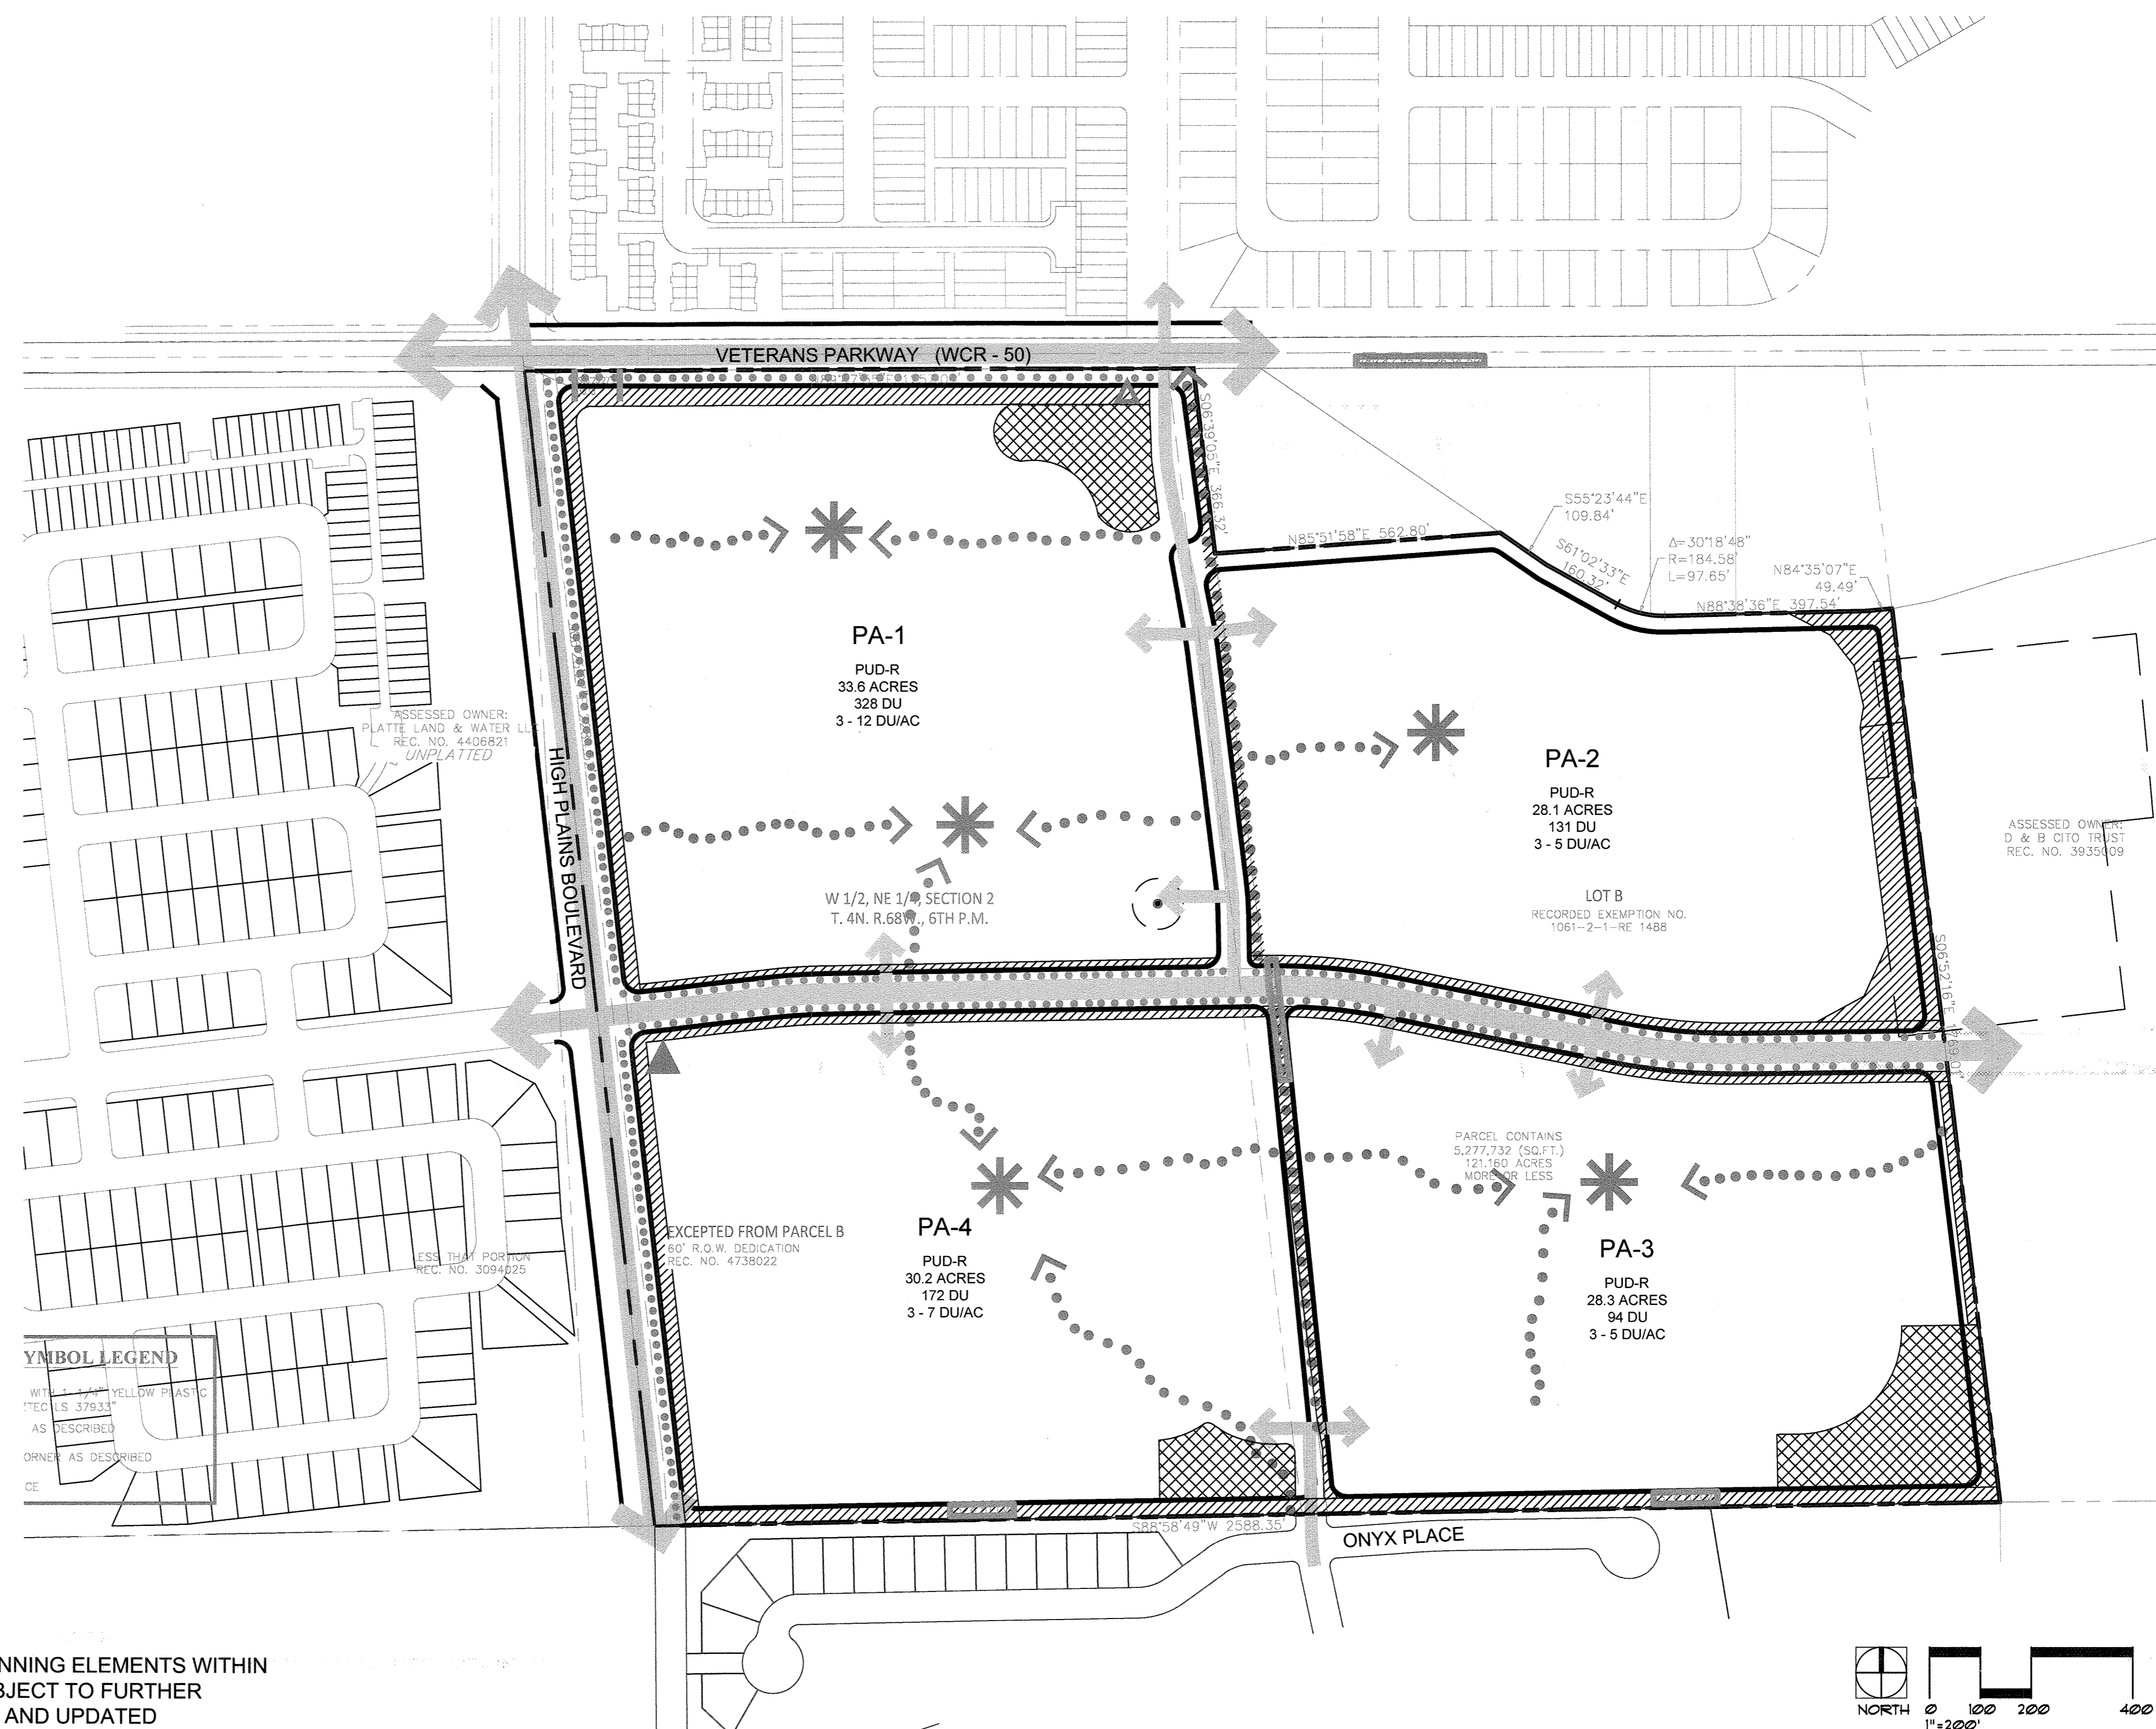 VETERANS PARKWAY (WCR - 50)
S06°39'05"E 366.32'
N85°51'58"E 562.80'
S55°23'44"E
109.84'
S61°02'33"E
160.32'
Δ=30°18'48"
R=184.58'
L=97.65'
N84°35'07"E
49.49'
N88°38'36"E 397.54'
PA-1
PUD-R
33.6 ACRES
328 DU
3 - 12 DU/AC
ASSESSED OWNER:
PLATTE LAND & WATER
REC. NO. 4406821
UNPLATTED
HIGH PLAINS BOULEVARD
PA-2
PUD-R
28.1 ACRES
131 DU
3 - 5 DU/AC
ASSESSED OWNER:
D & B CITO TRUST
REC. NO. 3935009
W 1/2, NE 1/4, SECTION 2
T. 4N. R.68W., 6TH P.M.
LOT B
RECORDED EXEMPTION NO.
1061-2-1-RE 1488
S06°52'16"E
PARCEL CONTAINS
5,277,732 (SQ.FT.)
121.160 ACRES
MORE OR LESS
EXCEPTED FROM PARCEL B
60' R.O.W. DEDICATION
REC. NO. 4738022
PA-4
PUD-R
30.2 ACRES
172 DU
3 - 7 DU/AC
PA-3
PUD-R
28.3 ACRES
94 DU
3 - 5 DU/AC
LESS THAT PORTION
REC. NO. 3094025
YMBOL LEGEND
WITH 1-1/4" YELLOW PLASTIC
TEC LS 37933"
AS DESCRIBED
ORNER AS DESCRIBED
CE
S88°58'49"W 2588.35'
ONYX PLACE
NNING ELEMENTS WITHIN
BJECT TO FURTHER
AND UPDATED
NORTH 0 100 200 400
1"=200'